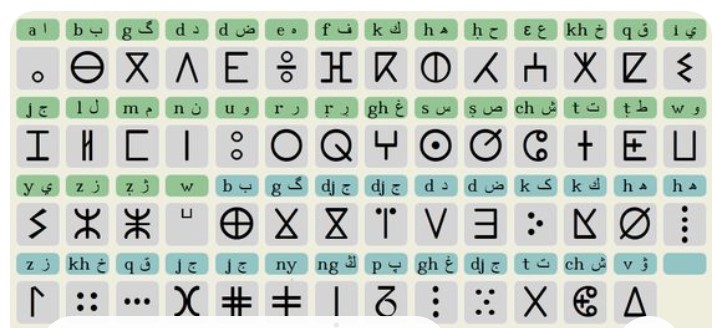 a ا b ب g گ d د d ض e ه f ف k ك h ه ḥ ح ε ع kh خ q ق i ي
ⴰ ⴱ ⴳ ⴷ ⴹ ⴻ ⴼ ⴽ ⵀ ⵃ ⵄ ⵅ ⵇ ⵉ
j ج l ل m م n ن u و r ر ṛ ر gh غ s س ṣ ص ch ش t ت ṭ ط w و
ⵊ ⵍ ⵎ ⵏ ⵓ ⵔ ⵕ ⵖ ⵙ ⵚ ⵛ ⵜ ⵟ ⵡ
y ي z ز ẓ ژ w b ب g گ dj ج dj ج d د d ض k ک k ك h ه h ه
ⵢ ⵣ ⵥ ⵯ ⴲ ⴴ ⴵ ⴶ ⴸ ⴺ ⴾ ⴿ ⵁ ⵂ
z ز kh خ q ق j ج j ج ny ng ڭ p پ gh غ dj ج t ت ch ش v ڤ
ⵤ ⵆ ⵈ ⵋ ⵌ ⵐ ⵑ ⵒ ⵗ ⵘ ⵝ ⵞ ⵠ